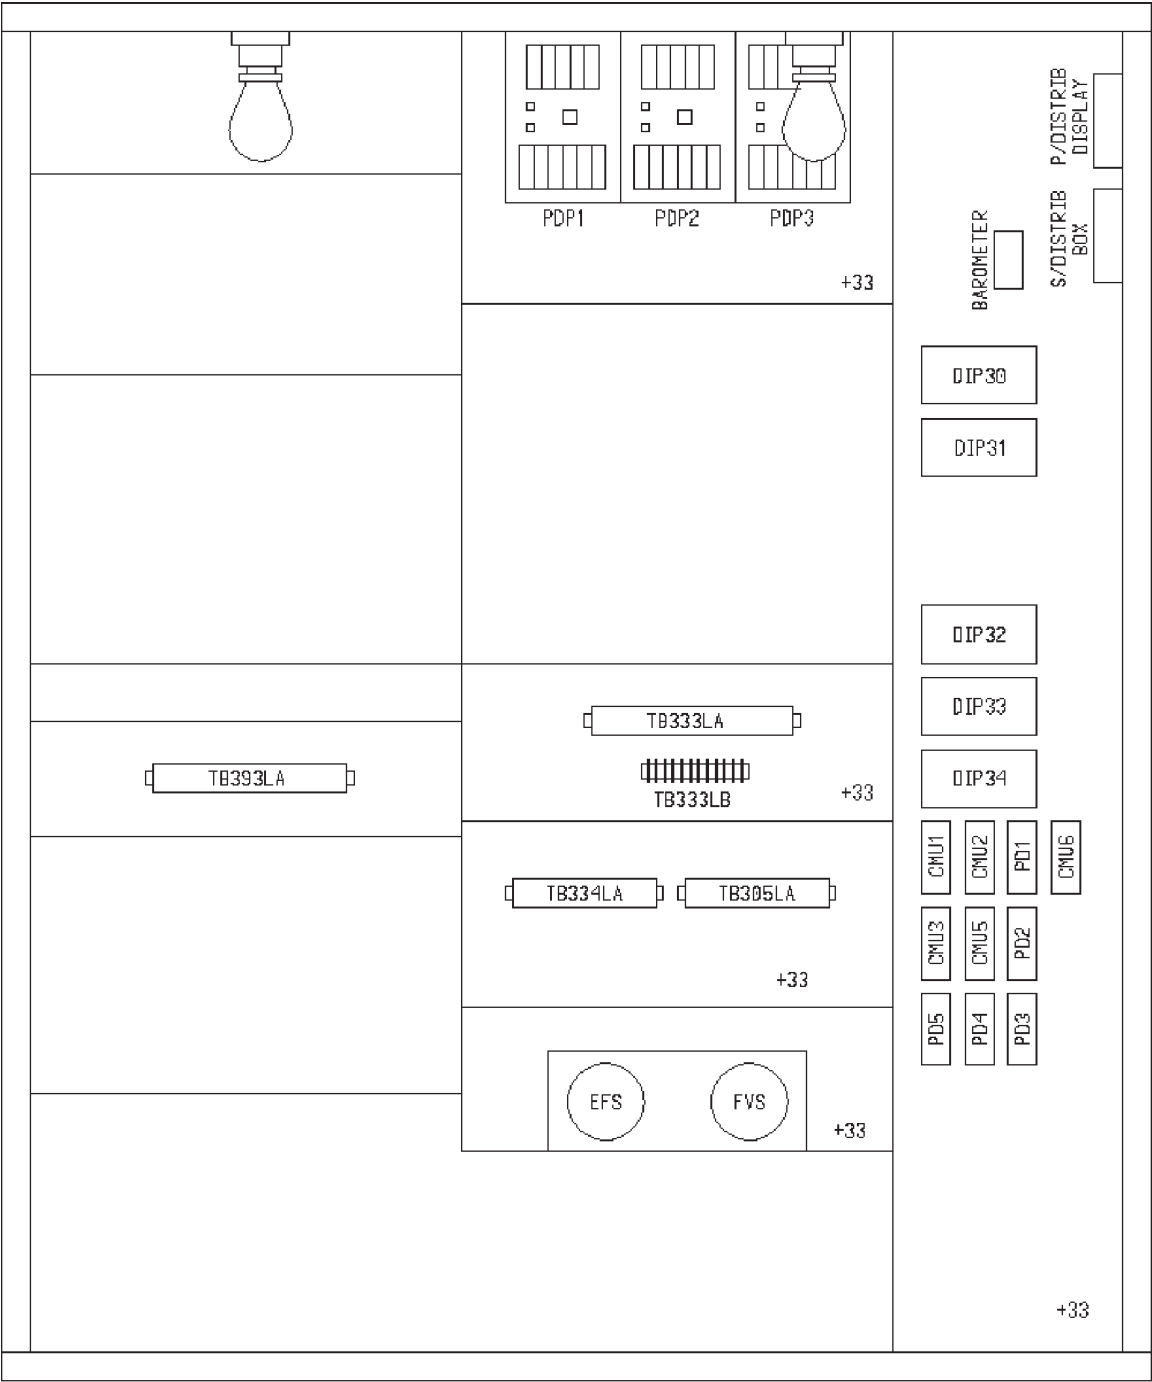 P/DISTRIB
DISPLAY
PDP1
PDP2
PDP3
S/DISTRIB
BOX
BAROMETER
+33
DIP30
DIP31
DIP32
DIP33
TB333LA
TB393LA
TB333LB
+33
DIP34
CMU1
CMU2
PD1
CMU6
TB334LA
TB305LA
CMU3
CMU5
PD2
+33
PD5
PD4
PD3
EFS
FVS
+33
+33